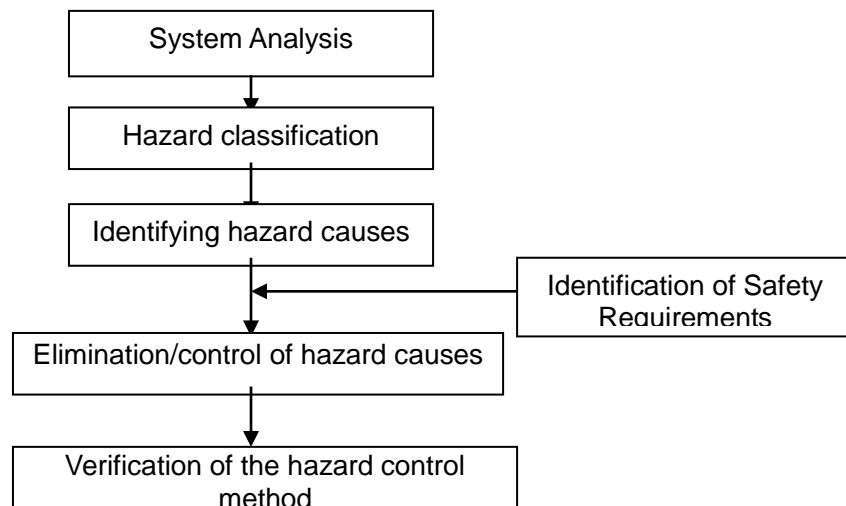 System Analysis
Hazard classification
Identifying hazard causes
Identification of Safety
Requirements
Elimination/control of hazard causes
Verification of the hazard control
method